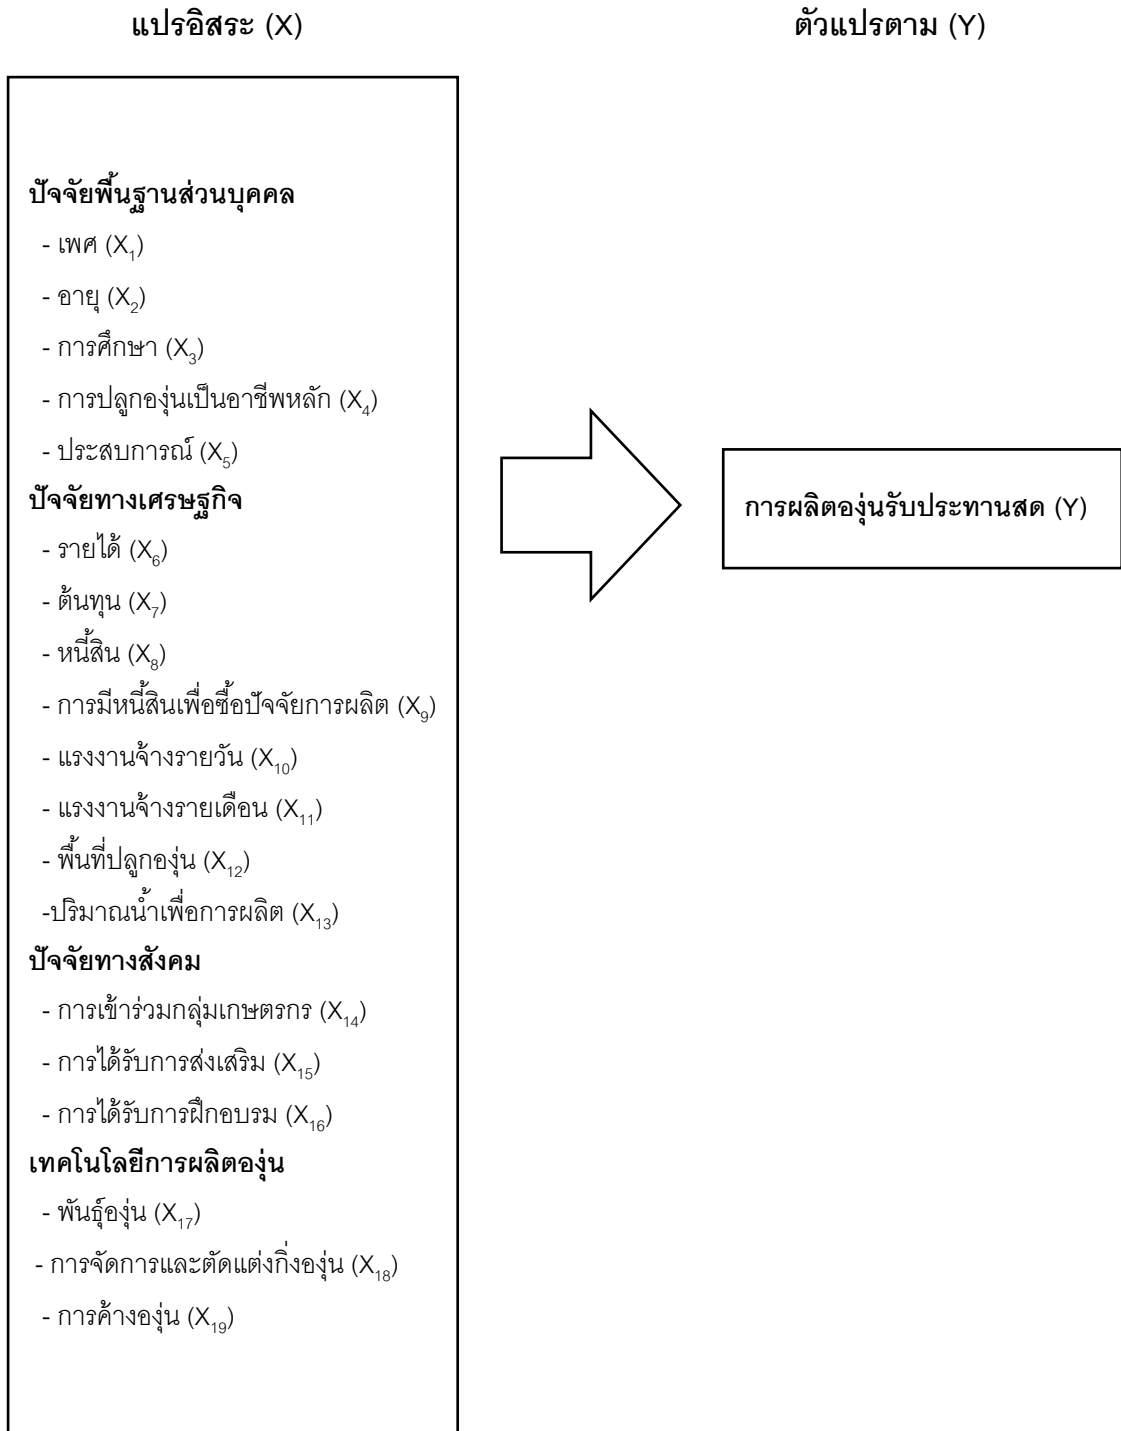 แปรอิสระ (X)
ตัวแปรตาม (Y)
ปัจจัยพื้นฐานส่วนบุคคล
- เพศ (X₁)
- อายุ (X₂)
- การศึกษา (X₃)
- การปลูกองุ่นเป็นอาชีพหลัก (X₄)
- ประสบการณ์ (X₅)
ปัจจัยทางเศรษฐกิจ
- รายได้ (X₆)
- ต้นทุน (X₇)
- หนี้สิน (X₈)
- การมีหนี้สินเพื่อซื้อปัจจัยการผลิต (X₉)
- แรงงานจ้างรายวัน (X₁₀)
- แรงงานจ้างรายเดือน (X₁₁)
- พื้นที่ปลูกองุ่น (X₁₂)
-ปริมาณน้ำเพื่อการผลิต (X₁₃)
ปัจจัยทางสังคม
- การเข้าร่วมกลุ่มเกษตรกร (X₁₄)
- การได้รับการส่งเสริม (X₁₅)
- การได้รับการฝึกอบรม (X₁₆)
เทคโนโลยีการผลิตองุ่น
- พันธุ์องุ่น (X₁₇)
- การจัดการและตัดแต่งกิ่งองุ่น (X₁₈)
- การค้างองุ่น (X₁₉)
การผลิตองุ่นรับประทานสด (Y)